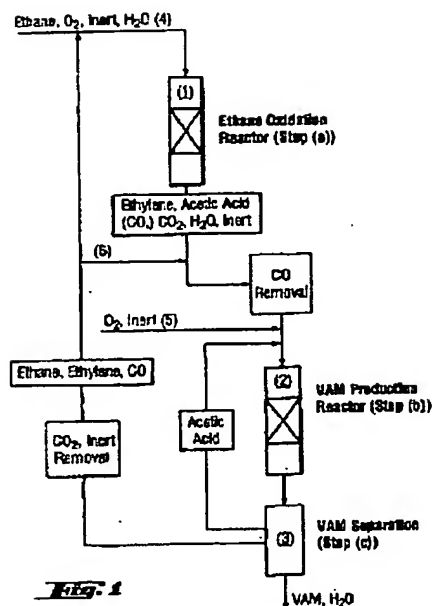 Ethane, O₂, Inert, H₂O (4)
(1)
Ethane Oxidation
Reactor (Step (a))
Ethylene, Acetic Acid
(CO,) CO₂, H₂O, Inert
(6)
CO
Removal
O₂, Inert (5)
Ethane, Ethylene, CO
(2)
VAM Production
Reactor (Step (b))
Acetic
Acid
CO₂, Inert
Removal
(3)
VAM Separation
(Step (c))
Fig. 1
VAM, H₂O